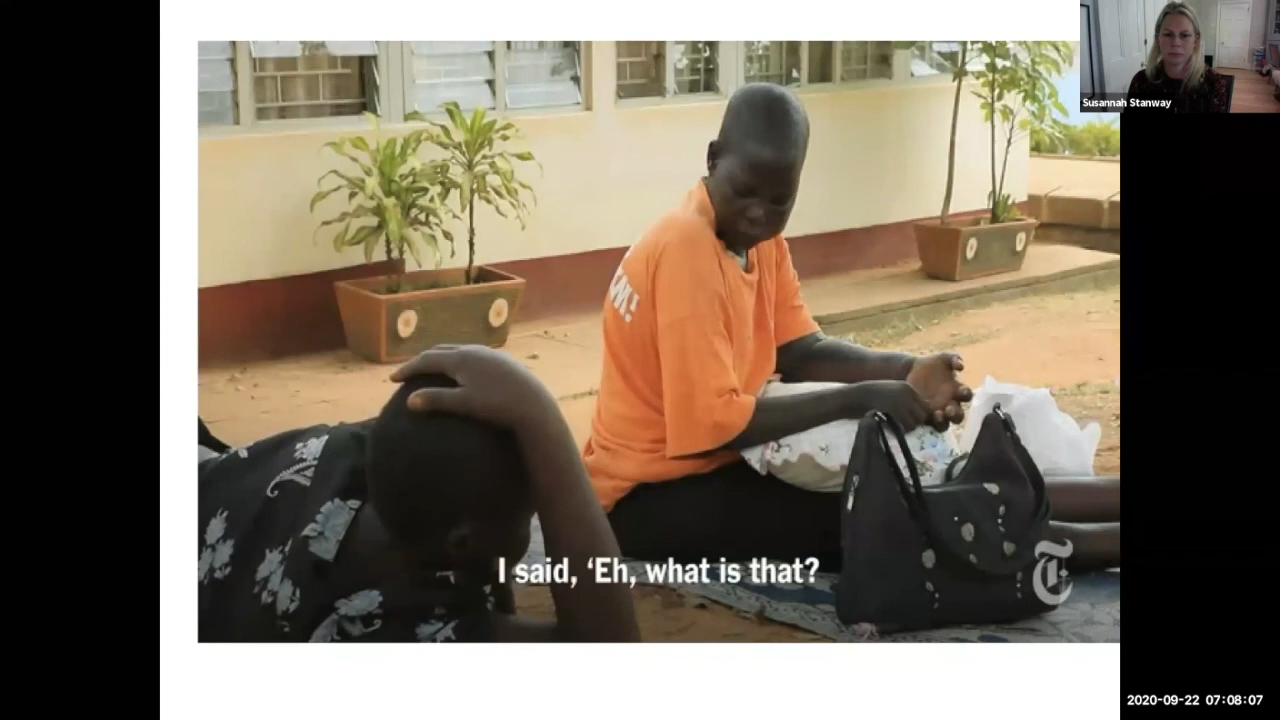 Susannah Stanway
I said, ‘Eh, what is that?
T
2020-09-22 07:08:07